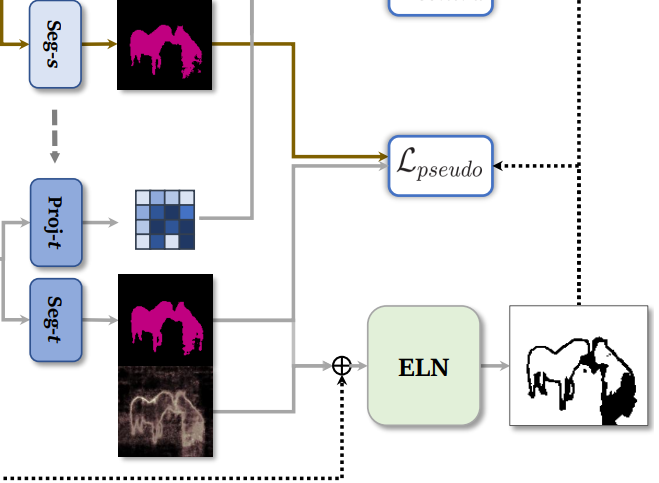 Seg-s
Proj-t
Seg-t
ℒpseudo
⊕
ELN